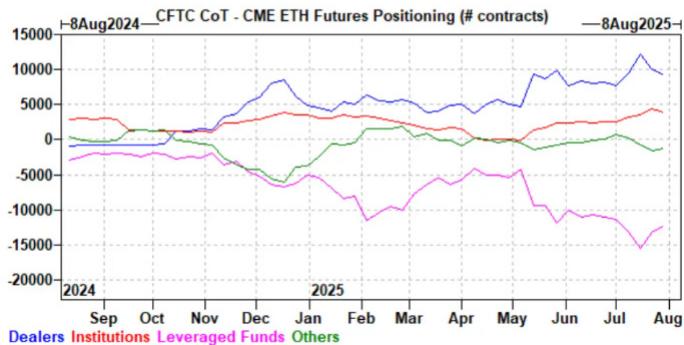 CFTC CoT - CME ETH Futures Positioning (# contracts)
8Aug2024 8Aug2025
15000
10000
5000
0
-5000
-10000
-15000
-20000
2024 2025
Sep Oct Nov Dec Jan Feb Mar Apr May Jun Jul Aug
Dealers Institutions Leveraged Funds Others